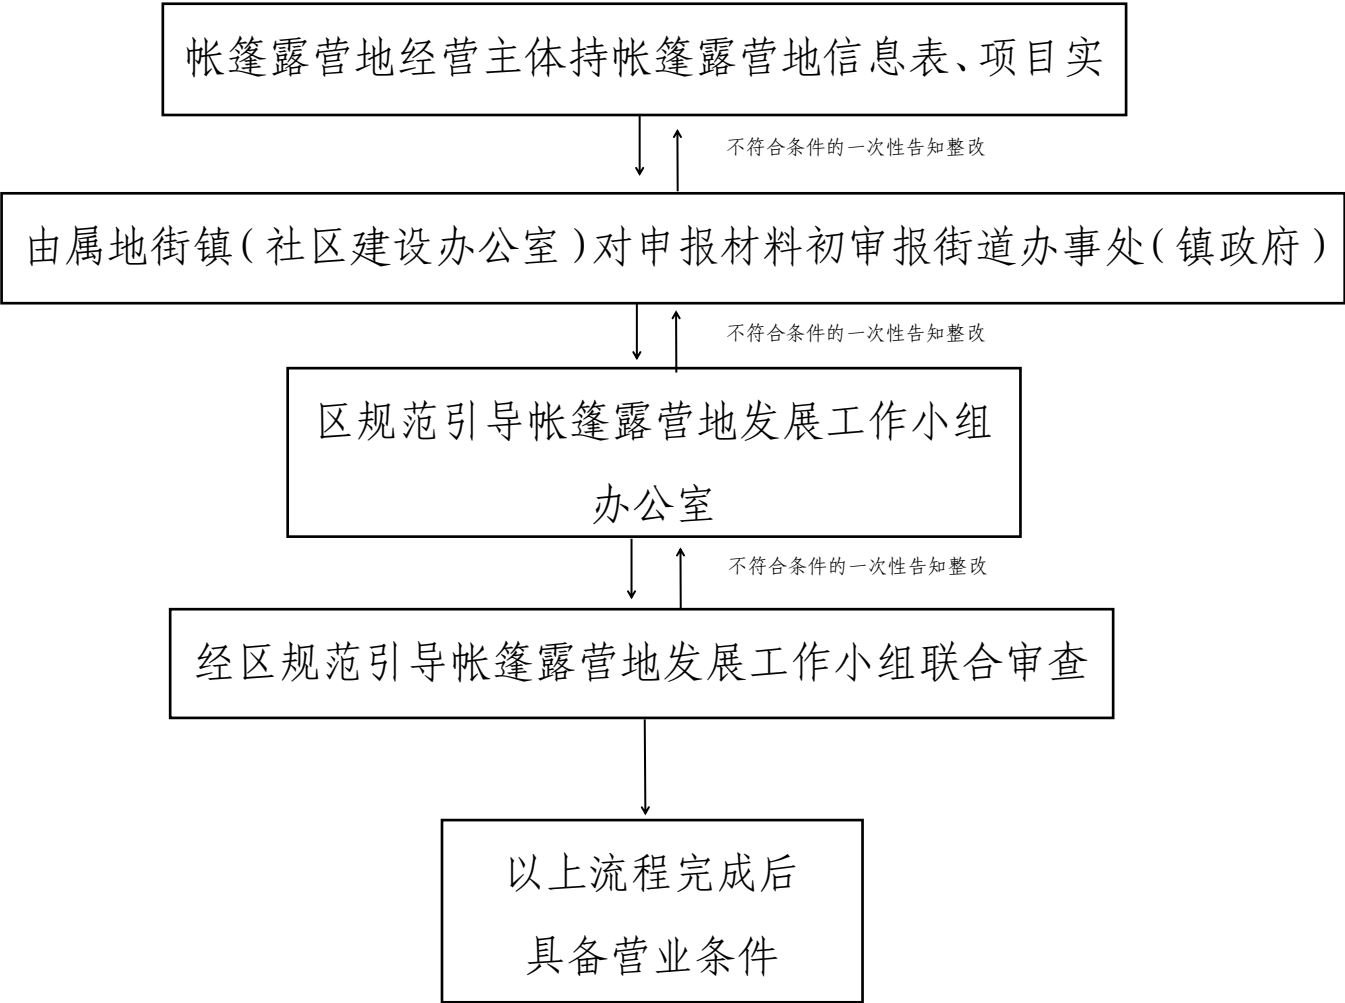 帐篷露营地经营主体持帐篷露营地信息表、项目实
不符合条件的一次性告知整改
由属地街镇(社区建设办公室)对申报材料初审报街道办事处(镇政府)
不符合条件的一次性告知整改
区规范引导帐篷露营地发展工作小组
办公室
不符合条件的一次性告知整改
经区规范引导帐篷露营地发展工作小组联合审查
以上流程完成后
具备营业条件